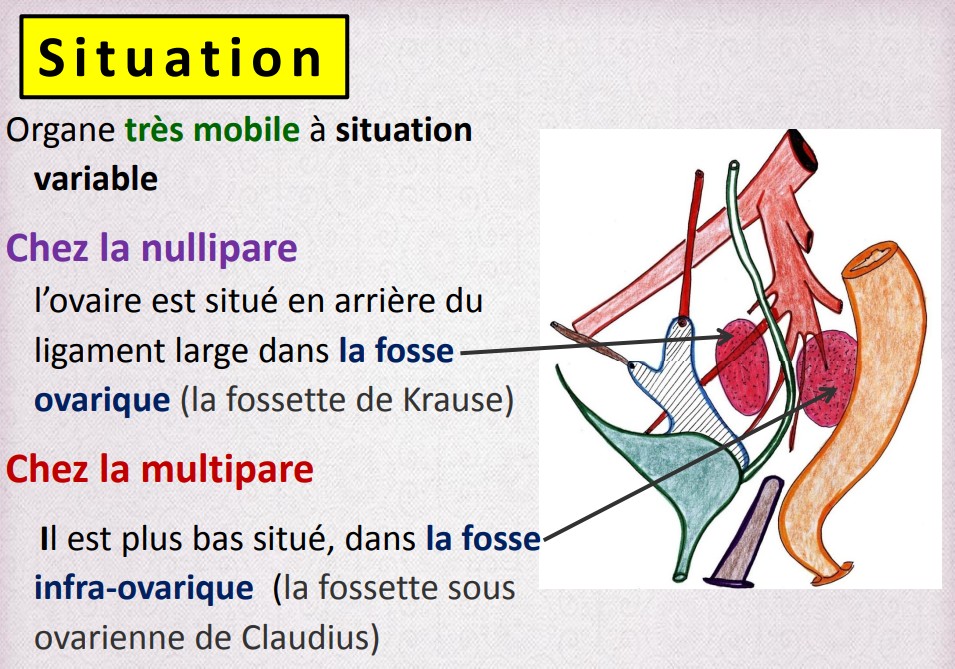 Situation
Organe très mobile à situation
variable
Chez la nullipare
l’ovaire est situé en arrière du
ligament large dans la fosse
ovarique (la fossette de Krause)
Chez la multipare
Il est plus bas situé, dans la fosse
infra-ovarique (la fossette sous
ovarienne de Claudius)